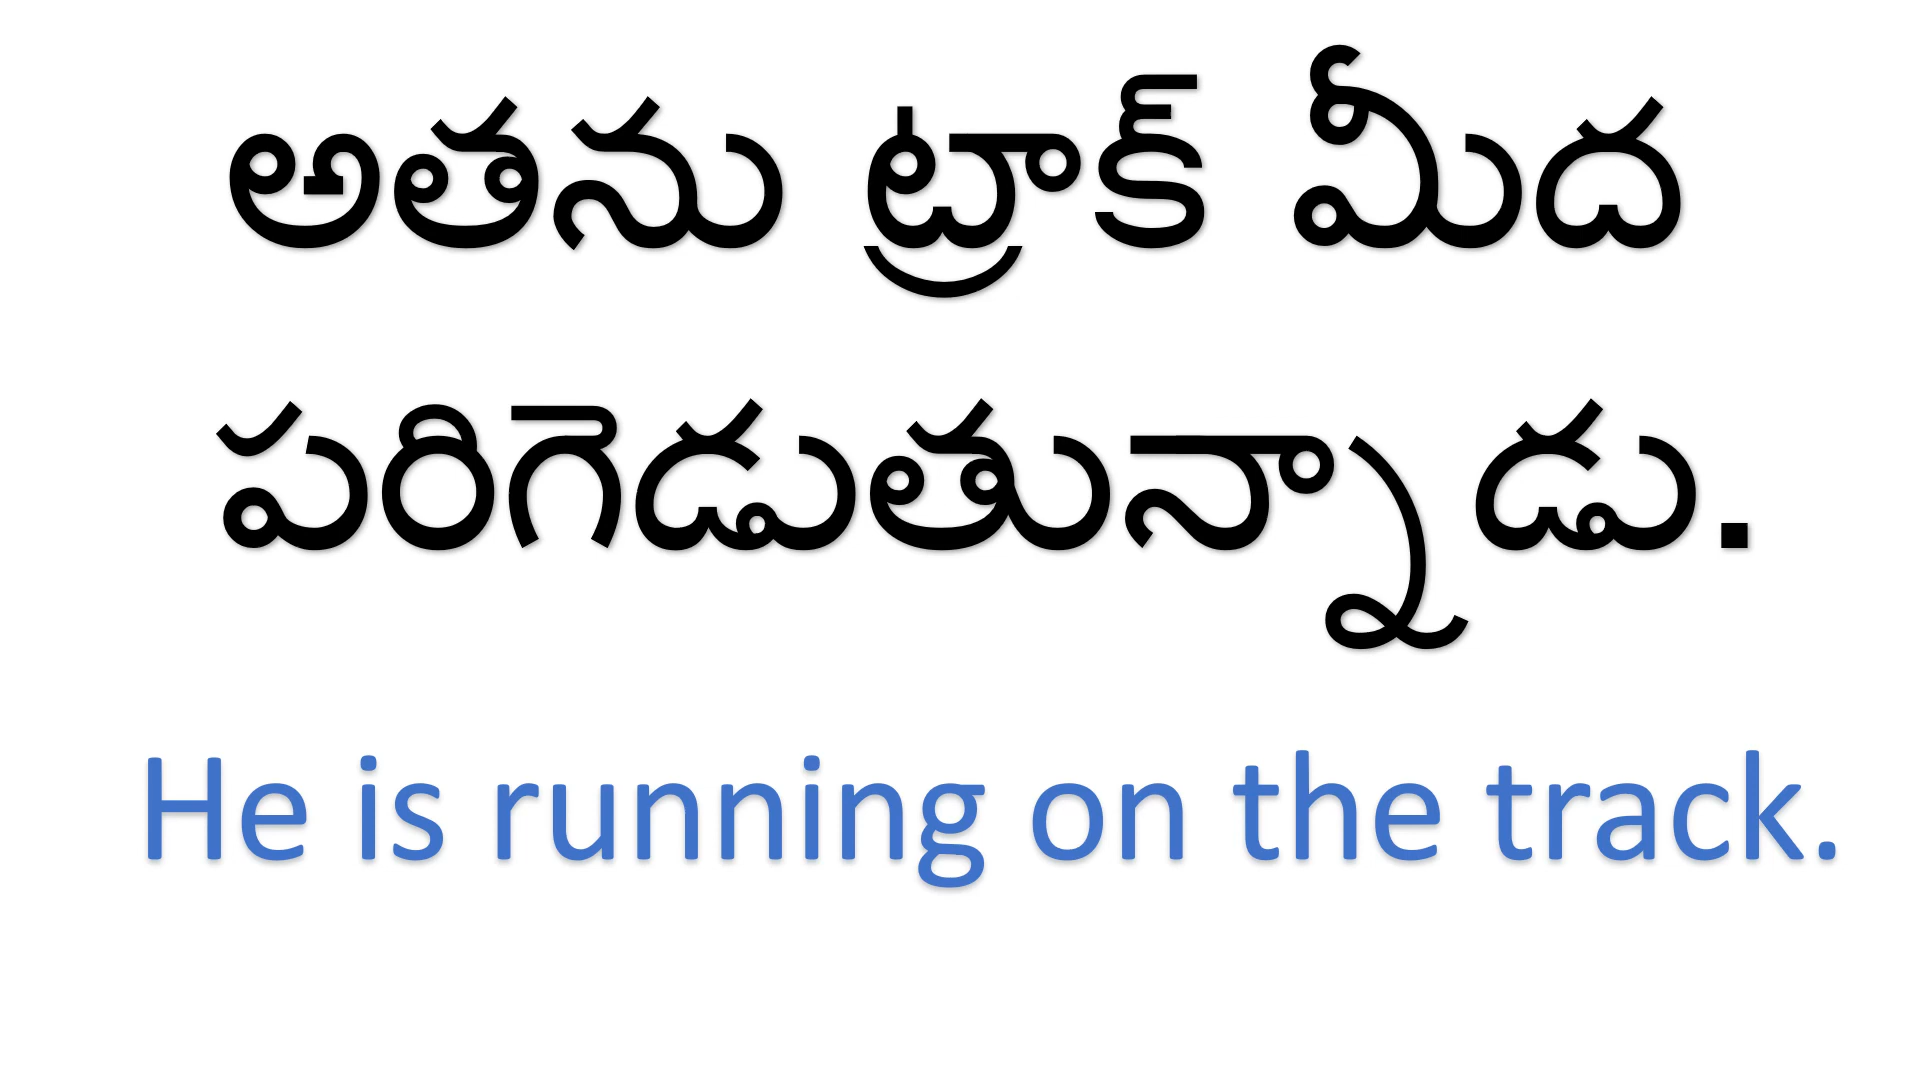 అతను ట్రాక్ మీద
పరిగెడుతున్నాడు.
He is running on the track.